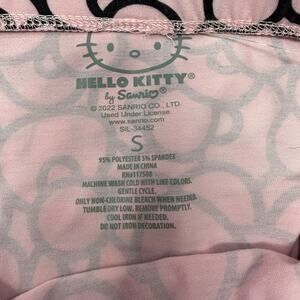 HELLO KITTY®
by Sanrio®
© 2022 SANRIO CO., LTD
Used Under License.
www.sanrio.com
SIL-34452
S
95% POLYESTER 5% SPANDEX
MADE IN CHINA
RN#117508
MACHINE WASH COLD WITH LIKE COLORS.
GENTLE CYCLE.
ONLY NON-CHLORINE BLEACH WHEN NEEDED.
TUMBLE DRY LOW. REMOVE PROMPTLY.
COOL IRON IF NEEDED.
DO NOT IRON DECORATION.